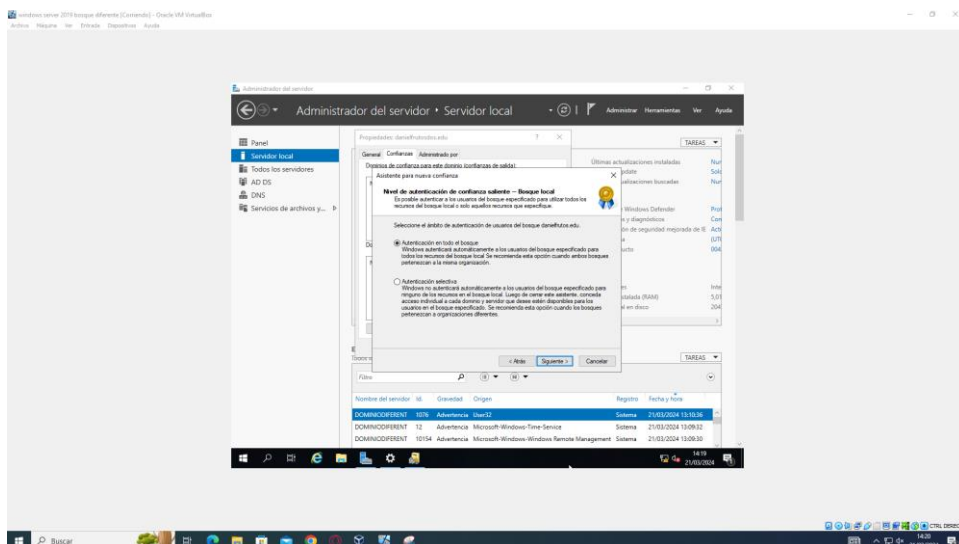 windows server 2019 bosque diferente [Corriendo] - Oracle VM VirtualBox
Archivo Máquina Ver Entrada Dispositivos Ayuda
Administrador del servidor
Administrador del servidor • Servidor local
Administrar Herramientas Ver Ayuda
Panel
Servidor local
Todos los servidores
AD DS
DNS
Servicios de archivos y...
General Confianzas Administrado por
Dominios de confianza para este dominio (confianzas de salida):
TAREAS
Últimas actualizaciones instaladas
Windows Defender
Asistente para nueva confianza
Nivel de autenticación de confianza saliente -- Bosque local
Es posible autenticar a los usuarios del bosque especificado para utilizar todos los
recursos del bosque local o solo aquellos recursos que especifique.
Seleccione el ámbito de autenticación de usuarios del bosque danielfrutos.edu.
Autenticación en todo el bosque
Windows autenticará automáticamente a los usuarios del bosque especificado para
todos los recursos del bosque local Se recomienda esta opción cuando ambos bosques
pertenezcan a la misma organización.
Autenticación selectiva
Windows no autenticará automáticamente a los usuarios del bosque especificado para
ninguno de los recursos en el bosque local. Luego de cerrar este asistente, conceda
acceso individual a cada dominio y servidor que desee estén disponibles para los
usuarios en el bosque especificado. Se recomienda esta opción cuando los bosques
pertenezcan a organizaciones diferentes.
< Atrás Siguiente > Cancelar
TAREAS
Filtro
Nombre del servidor Id. Gravedad Origen Registro Fecha y hora
DOMINIODIFERENT 1076 Advertencia User32 Sistema 21/03/2024 13:10:36
DOMINIODIFERENT 12 Advertencia Microsoft-Windows-Time-Service Sistema 21/03/2024 13:09:32
DOMINIODIFERENT 10154 Advertencia Microsoft-Windows-Windows Remote Management Sistema 21/03/2024 13:09:30
14:19
21/03/2024
CTRL DEREC
Buscar
14:20